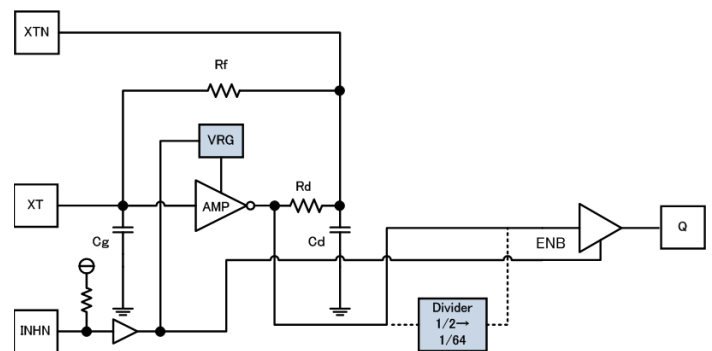 XTN
Rf
VRG
XT
AMP
Rd
Cg
Cd
ENB
Q
INHN
Divider
1/2→
1/64